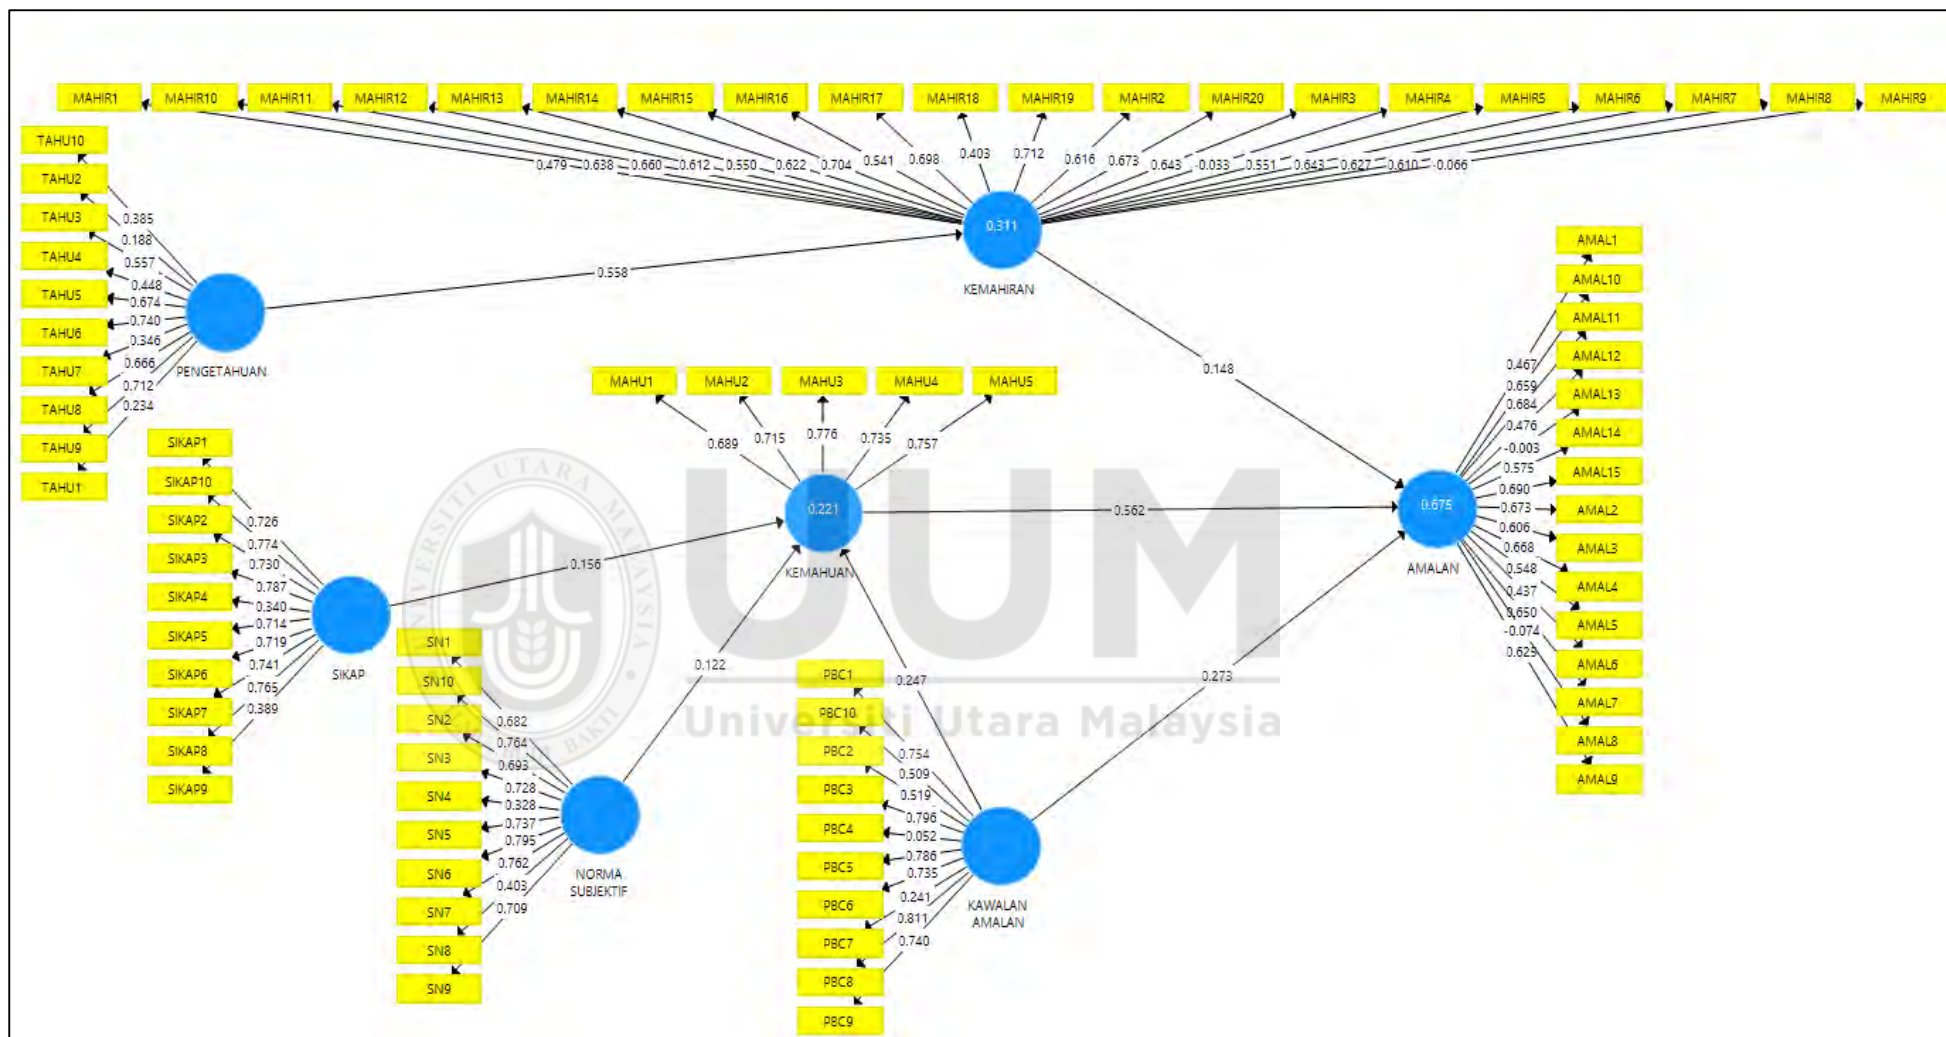 MAHIR1 MAHIR10 MAHIR11 MAHIR12 MAHIR13 MAHIR14 MAHIR15 MAHIR16 MAHIR17 MAHIR18 MAHIR19 MAHIR2 MAHIR20 MAHIR3 MAHIR4 MAHIR5 MAHIR6 MAHIR7 MAHIR8 MAHIR9
0.479 0.638 0.660 0.612 0.550 0.622 0.704 0.541 0.698 0.403 0.712 0.616 0.673 0.643 -0.033 0.551 0.643 0.627 0.610 -0.066
0.311
KEMAHIRAN
TAHU10
TAHU2
TAHU3
TAHU4
TAHU5
TAHU6
TAHU7
TAHU8
TAHU9
TAHU1
0.385
0.188
0.557
0.448
0.674
0.740
0.346
0.666
0.712
0.234
PENGETAHUAN
0.558
0.148
MAHU1 MAHU2 MAHU3 MAHU4 MAHU5
0.689 0.715 0.776 0.735 0.757
0.221
KEMAHUAN
0.562
SIKAP1
SIKAP10
SIKAP2
SIKAP3
SIKAP4
SIKAP5
SIKAP6
SIKAP7
SIKAP8
SIKAP9
0.726
0.774
0.730
0.787
0.340
0.714
0.719
0.741
0.765
0.389
SIKAP
0.156
SN1
SN10
SN2
SN3
SN4
SN5
SN6
SN7
SN8
SN9
0.682
0.764
0.693
0.728
0.328
0.737
0.795
0.762
0.403
0.709
NORMA
SUBJEKTIF
0.122
PBC1
PBC10
PBC2
PBC3
PBC4
PBC5
PBC6
PBC7
PBC8
PBC9
0.754
0.509
0.519
0.796
0.052
0.786
0.735
0.241
0.811
0.740
KAWALAN
AMALAN
0.247
0.273
0.675
AMALAN
0.467
0.659
0.684
0.476
-0.003
0.575
0.690
0.673
0.606
0.668
0.548
0.437
0.650
-0.074
0.625
AMAL1
AMAL10
AMAL11
AMAL12
AMAL13
AMAL14
AMAL15
AMAL2
AMAL3
AMAL4
AMAL5
AMAL6
AMAL7
AMAL8
AMAL9
UNIVERSITI UTARA MALAYSIA
BAKTI
UUM
Universiti Utara Malaysia